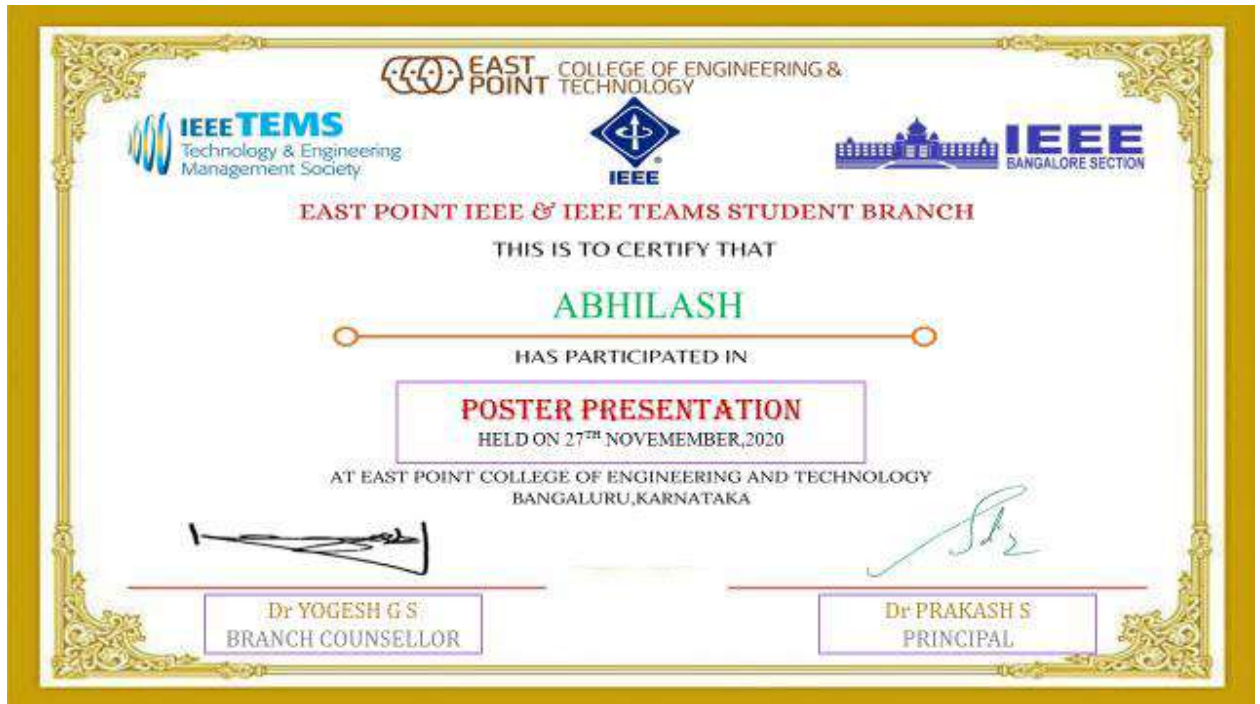 EAST POINT COLLEGE OF ENGINEERING & TECHNOLOGY
IEEE TEMS
Technology & Engineering
Management Society
IEEE
IEEE
BANGALORE SECTION
EAST POINT IEEE & IEEE TEAMS STUDENT BRANCH
THIS IS TO CERTIFY THAT
ABHILASH
HAS PARTICIPATED IN
POSTER PRESENTATION
HELD ON 27TH NOVEMEMBER,2020
AT EAST POINT COLLEGE OF ENGINEERING AND TECHNOLOGY
BANGALURU,KARNATAKA
Dr YOGESH G S
BRANCH COUNSELLOR
Dr PRAKASH S
PRINCIPAL